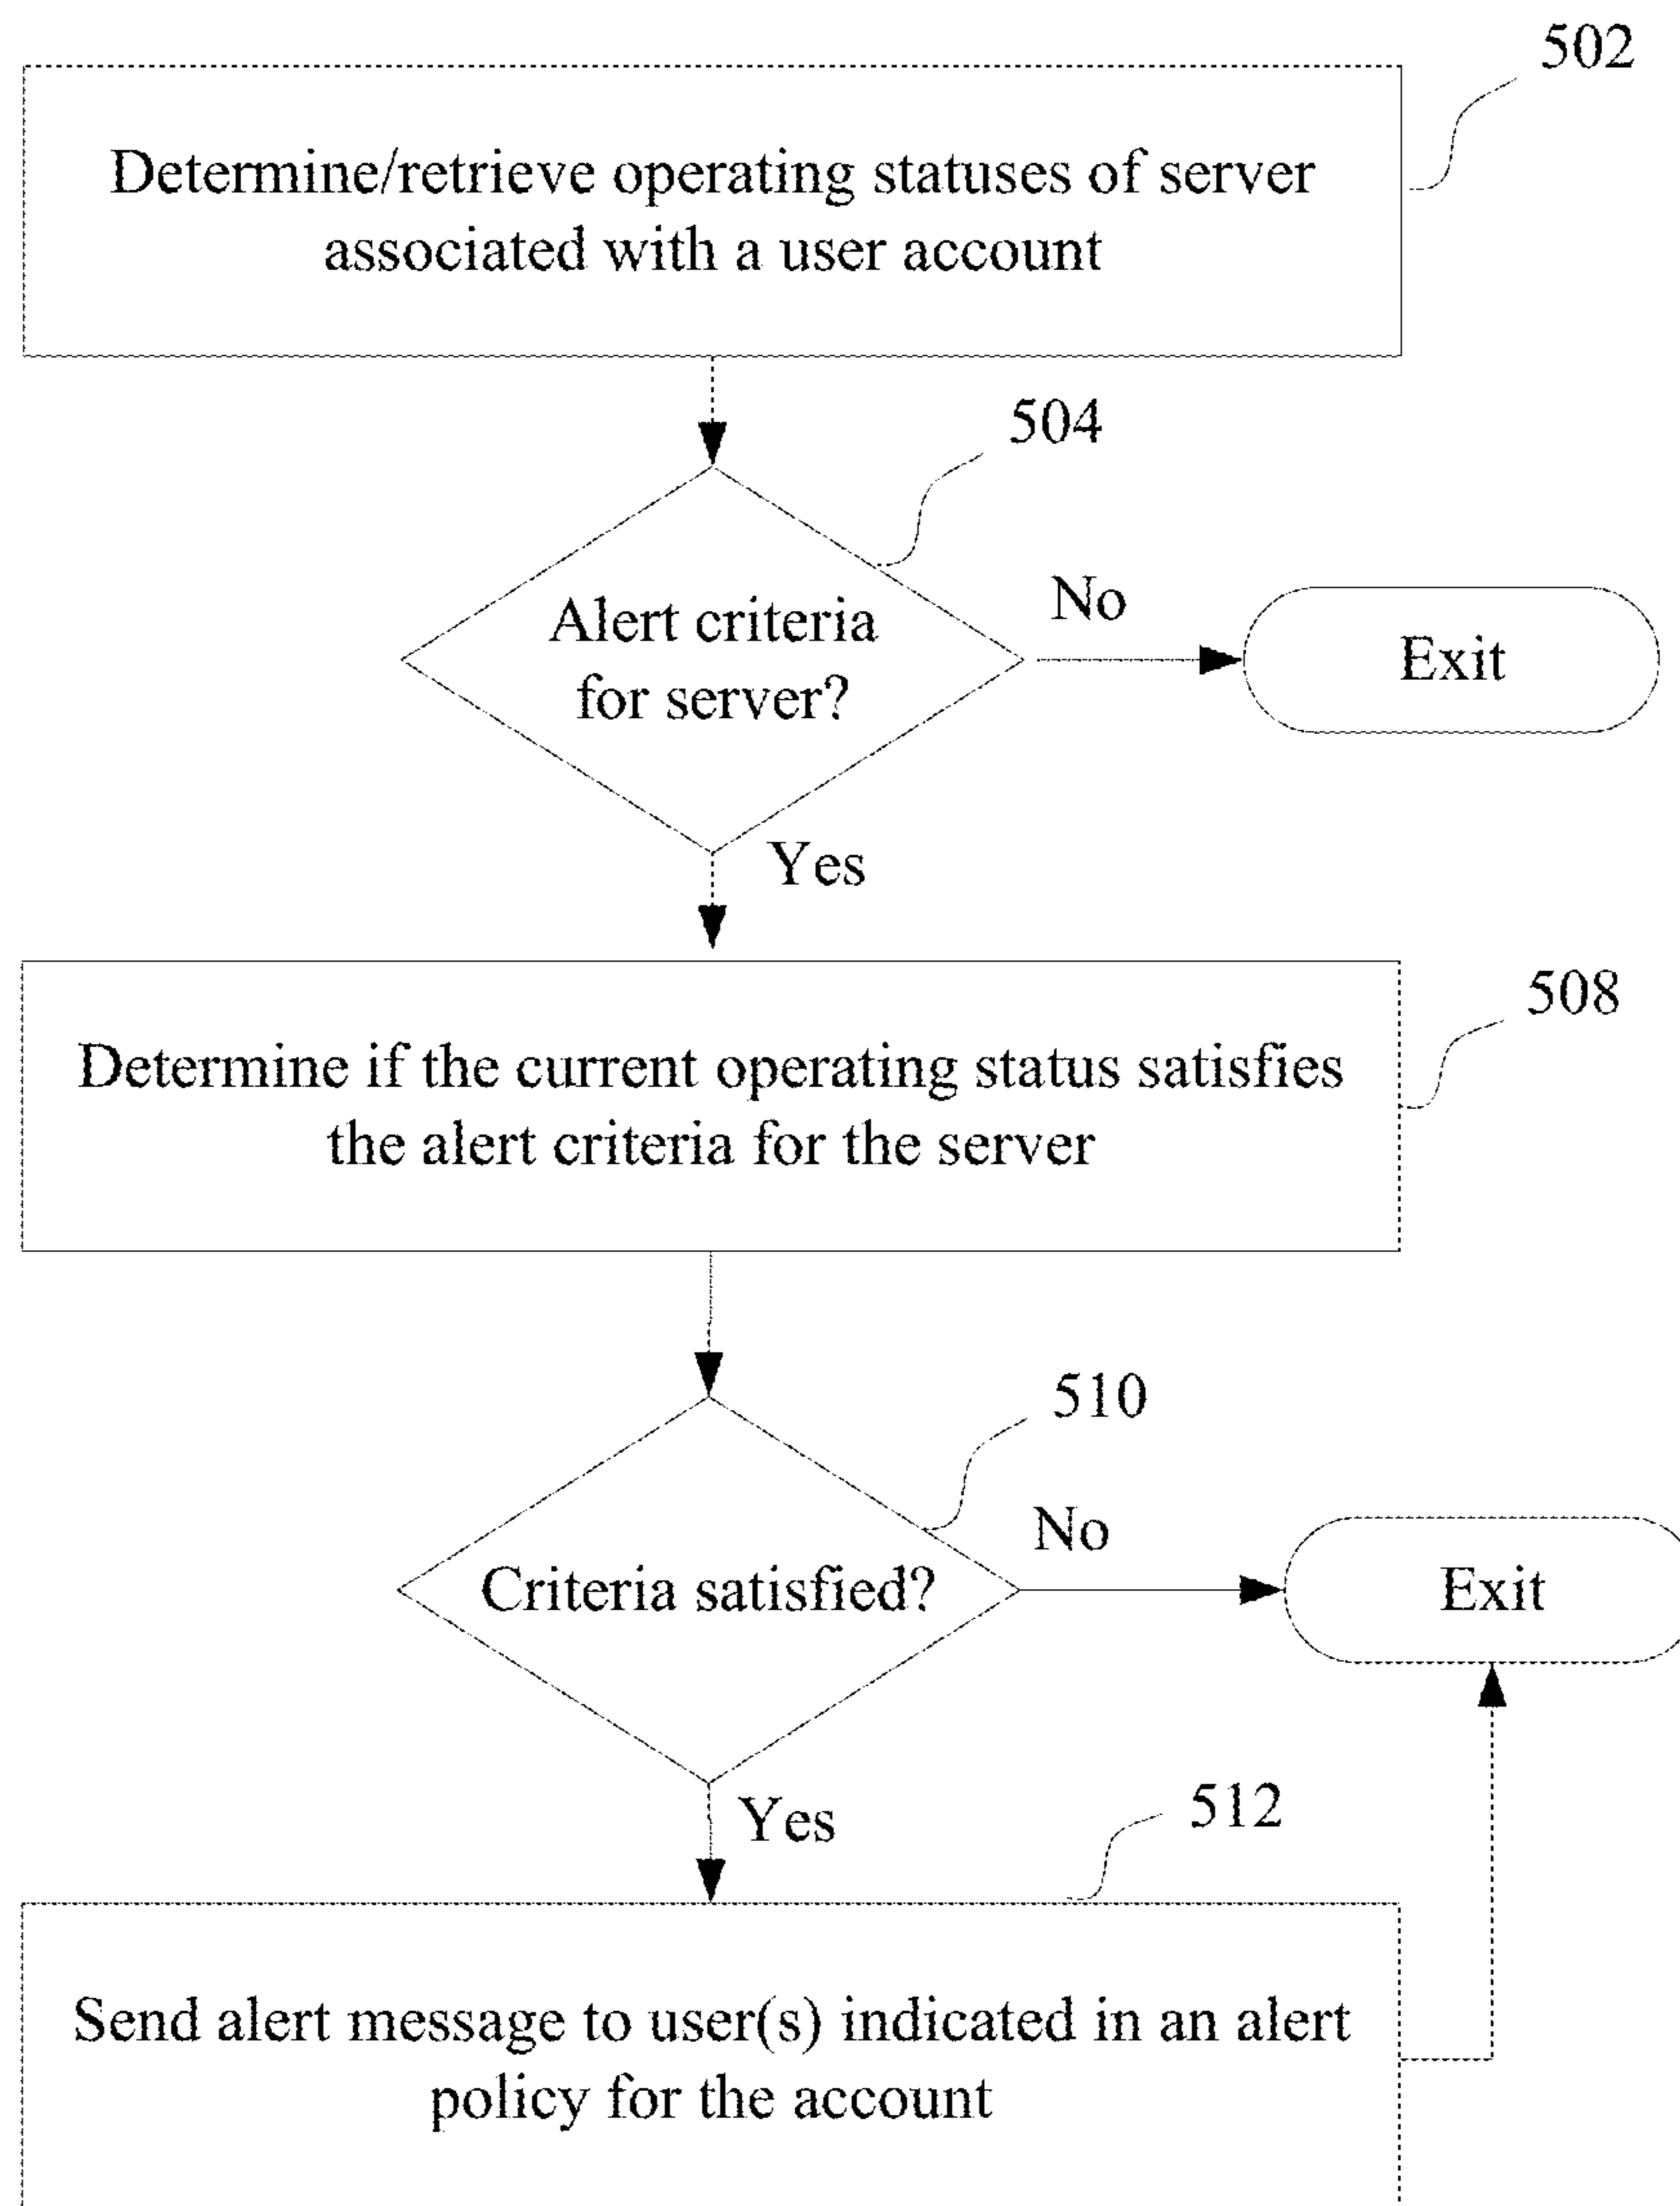 502
Determine/retrieve operating statuses of server
associated with a user account
504
Alert criteria
for server?
No
Exit
Yes
508
Determine if the current operating status satisfies
the alert criteria for the server
510
Criteria satisfied?
No
Exit
Yes
512
Send alert message to user(s) indicated in an alert
policy for the account